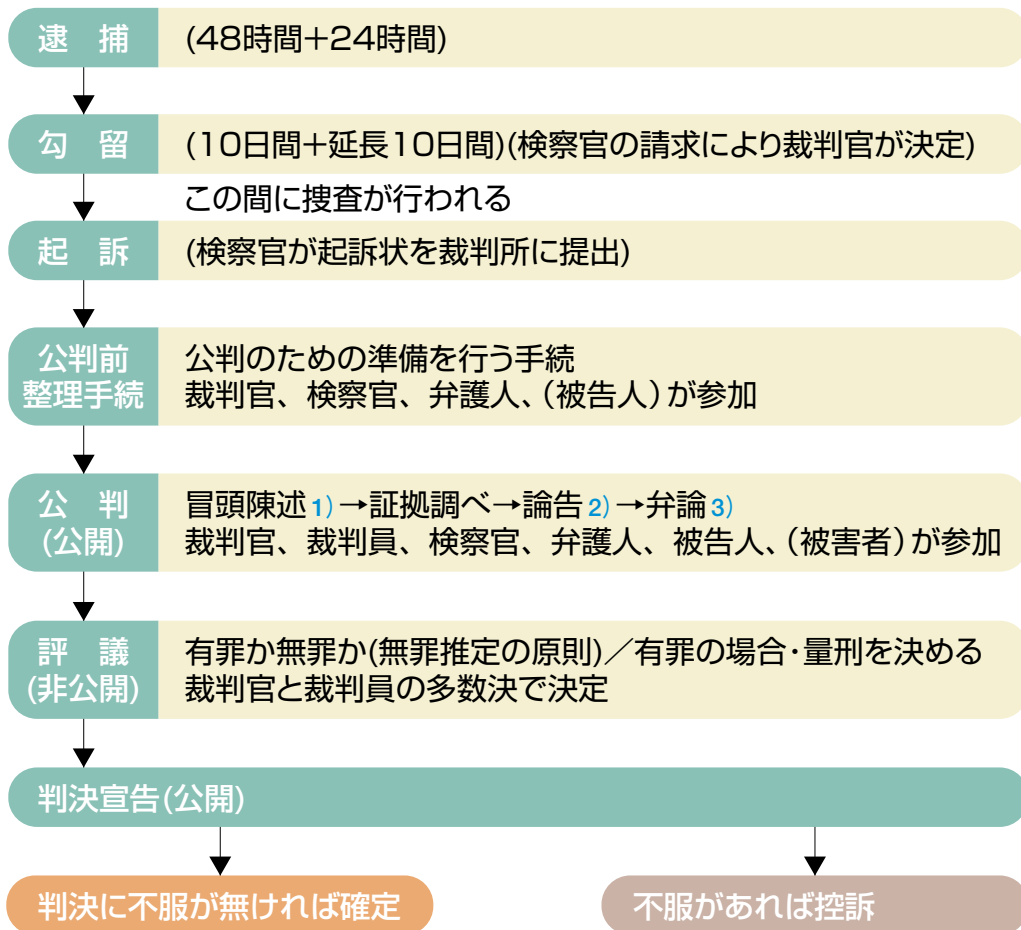 逮 捕
(48時間+24時間)
勾 留
(10日間+延長10日間)(検察官の請求により裁判官が決定)
この間に捜査が行われる
起 訴
(検察官が起訴状を裁判所に提出)
公判前
整理手続
公判のための準備を行う手続
裁判官、検察官、弁護人、(被告人)が参加
公 判
(公開)
冒頭陳述1)→証拠調べ→論告2)→弁論3)
裁判官、裁判員、検察官、弁護人、被告人、(被害者)が参加
評 議
(非公開)
有罪か無罪か(無罪推定の原則)/有罪の場合・量刑を決める
裁判官と裁判員の多数決で決定
判決宣告(公開)
判決に不服が無ければ確定
不服があれば控訴